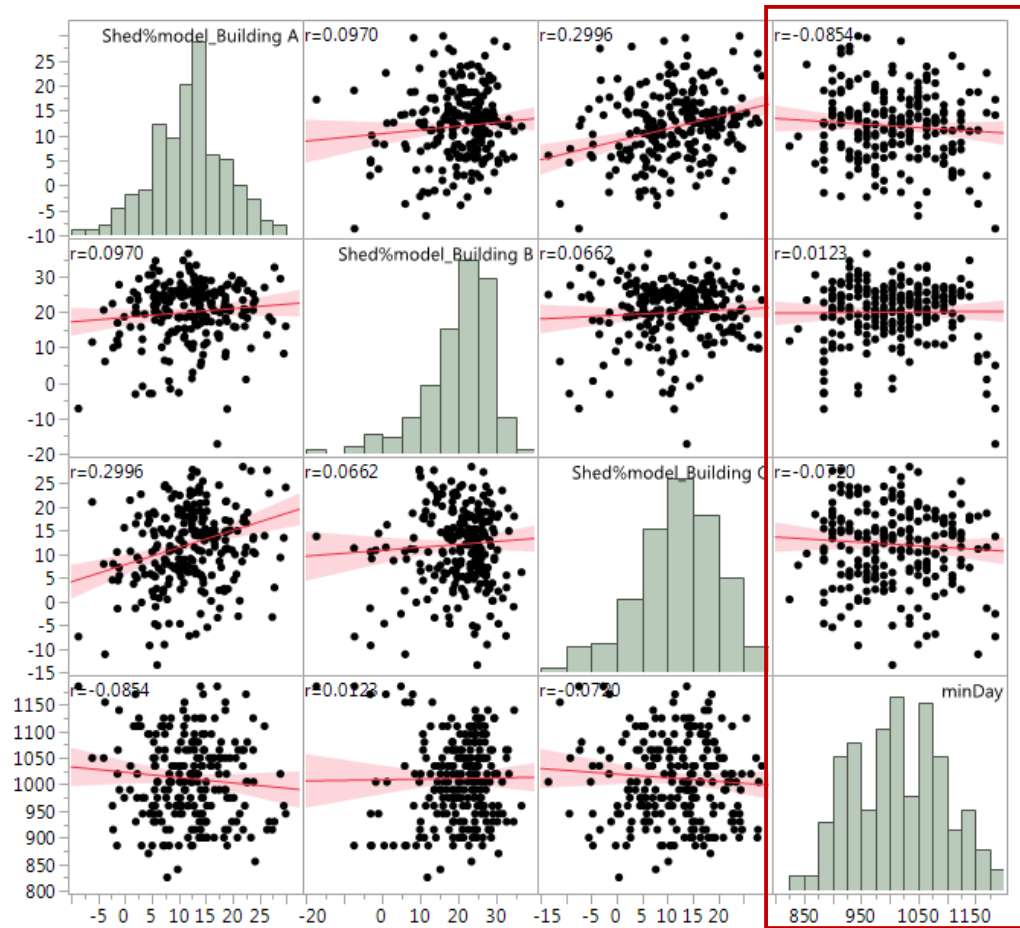 Shed%model_Building A
r=0.0970
r=0.2996
r=-0.0854
25
20
15
10
5
0
-5
-10
r=0.0970
Shed%model_Building B
r=0.0662
r=0.0123
30
20
10
0
-10
-20
r=0.2996
r=0.0662
Shed%model_Building C
r=-0.0720
25
20
15
10
5
0
-5
-10
-15
r=-0.0854
r=0.0123
r=-0.0720
minDay
1150
1100
1050
1000
950
900
850
800
-5 0 5 10 15 20 25
-20 0 10 20 30
-15 -5 0 5 10 20
850 950 1050 1150